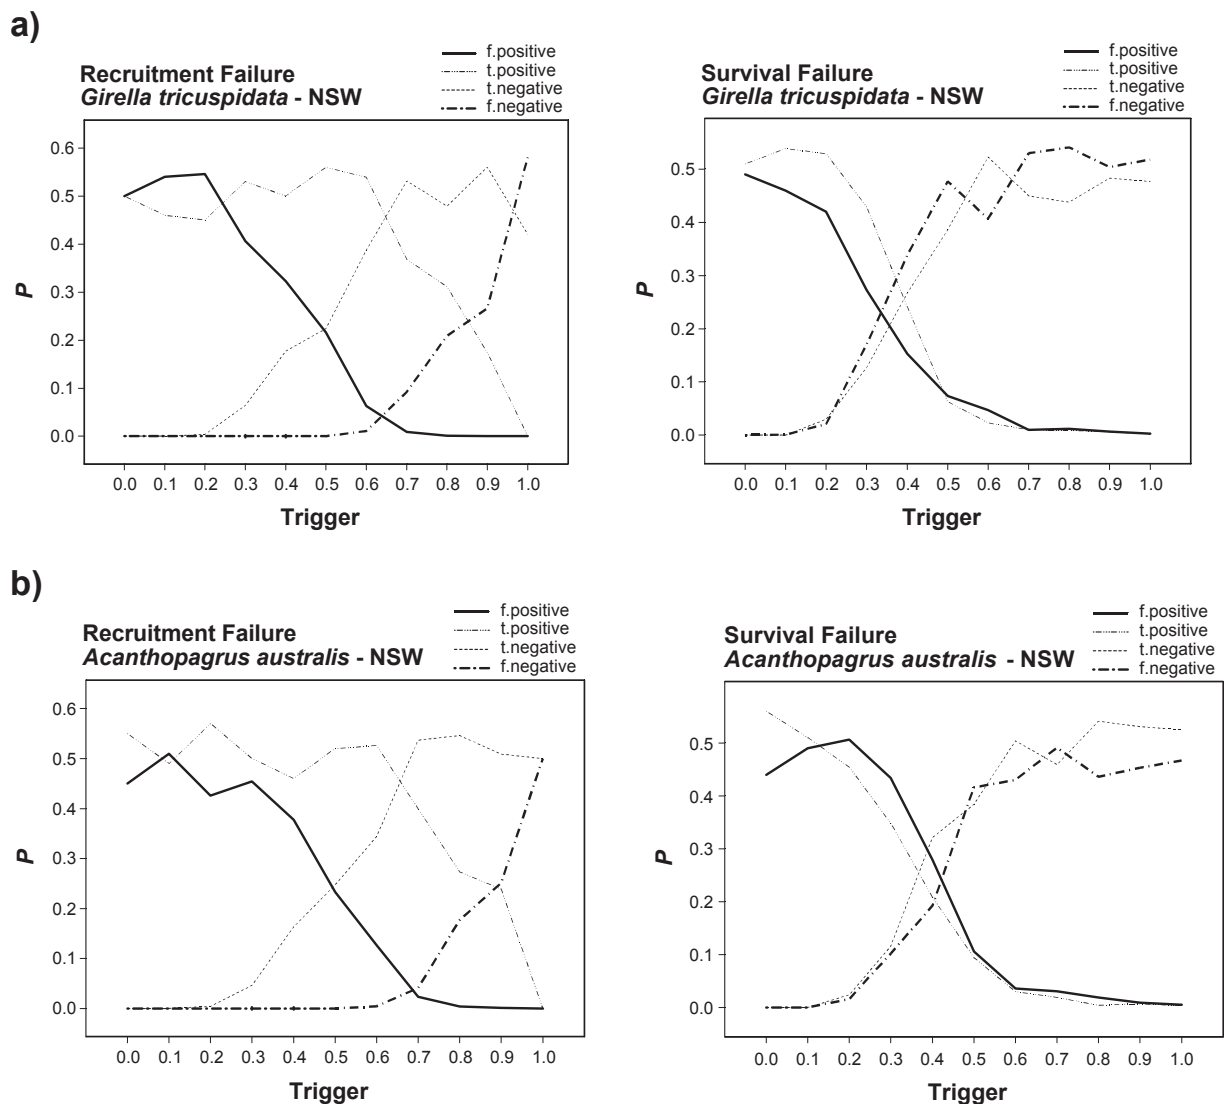 a)
Recruitment Failure
Girella tricuspidata - NSW
f.positive
t.positive
t.negative
f.negative
0.6
0.5
0.4
0.3
0.2
0.1
0.0
P
0.0 0.1 0.2 0.3 0.4 0.5 0.6 0.7 0.8 0.9 1.0
Trigger
Survival Failure
Girella tricuspidata - NSW
f.positive
t.positive
t.negative
f.negative
0.5
0.4
0.3
0.2
0.1
0.0
P
0.0 0.1 0.2 0.3 0.4 0.5 0.6 0.7 0.8 0.9 1.0
Trigger
b)
Recruitment Failure
Acanthopagrus australis - NSW
f.positive
t.positive
t.negative
f.negative
0.6
0.5
0.4
0.3
0.2
0.1
0.0
P
0.0 0.1 0.2 0.3 0.4 0.5 0.6 0.7 0.8 0.9 1.0
Trigger
Survival Failure
Acanthopagrus australis - NSW
f.positive
t.positive
t.negative
f.negative
0.5
0.4
0.3
0.2
0.1
0.0
P
0.0 0.1 0.2 0.3 0.4 0.5 0.6 0.7 0.8 0.9 1.0
Trigger